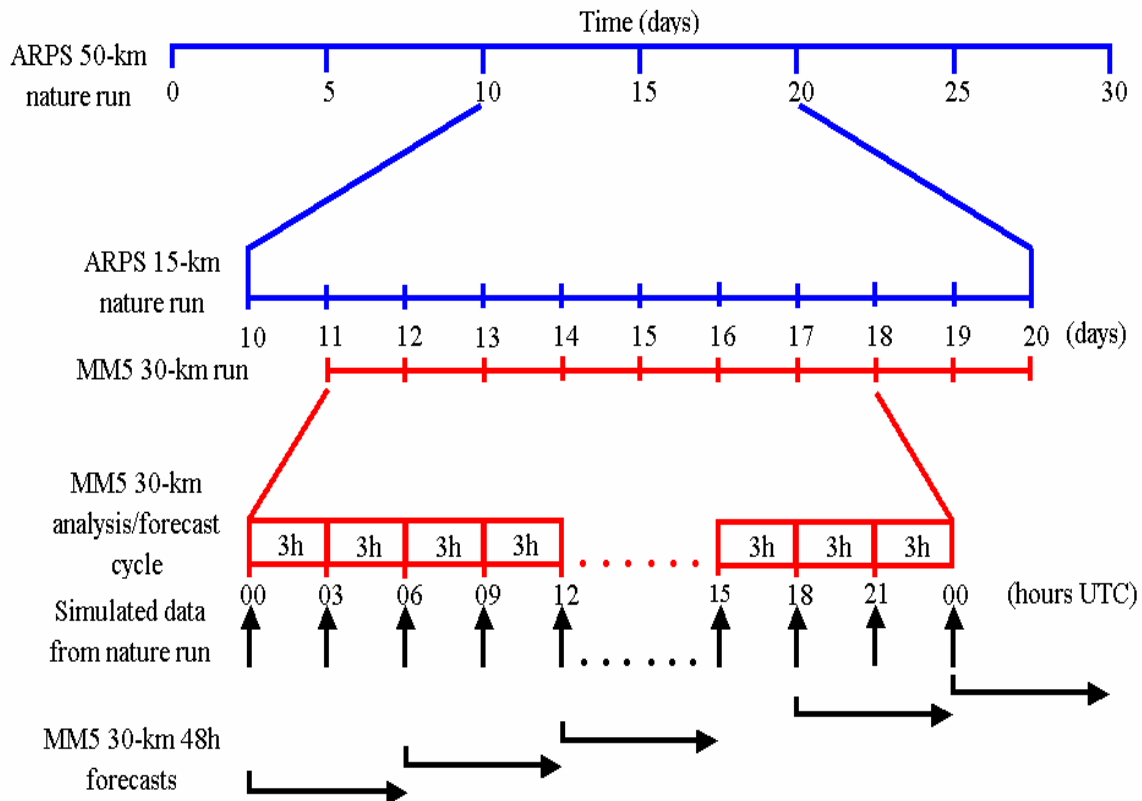 Time (days)
ARPS 50-km
nature run
0 5 10 15 20 25 30
ARPS 15-km
nature run
10 11 12 13 14 15 16 17 18 19 20 (days)
MM5 30-km run
MM5 30-km
analysis/forecast
cycle
3h 3h 3h 3h 3h 3h 3h
00 03 06 09 12 15 18 21 00 (hours UTC)
Simulated data
from nature run
MM5 30-km 48h
forecasts